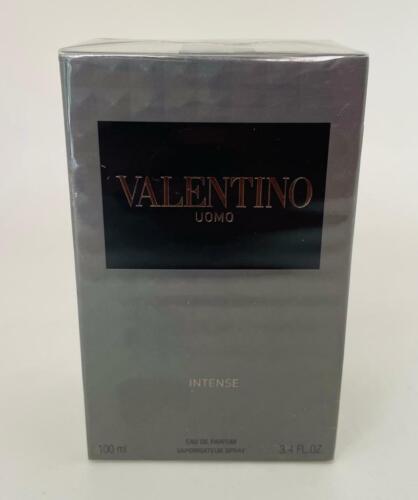 VALENTINO
UOMO
INTENSE
EAU DE PARFUM
100 ml VAPORISATEUR SPRAY 3.4 FL.OZ